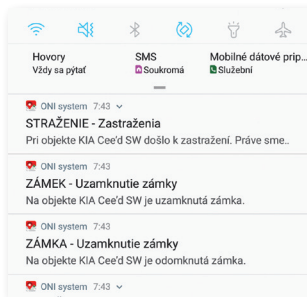 Hovory
SMS
Mobilné dátové prip...
Vždy sa pýtať
Soukromá
Služební
ONI system 7:43
STRAŽENIE - Zastraženia
Pri objekte KIA Cee'd SW došlo k zastražení. Práve sme..
ONI system 7:43
ZÁMEK - Uzamknutie zámky
Na objekte KIA Cee'd SW je uzamknutá zámka.
ONI system 7:43
ZÁMKA - Uzamknutie zámky
Na objekte KIA Cee'd SW je odomknutá zámka.
ONI system 7:43